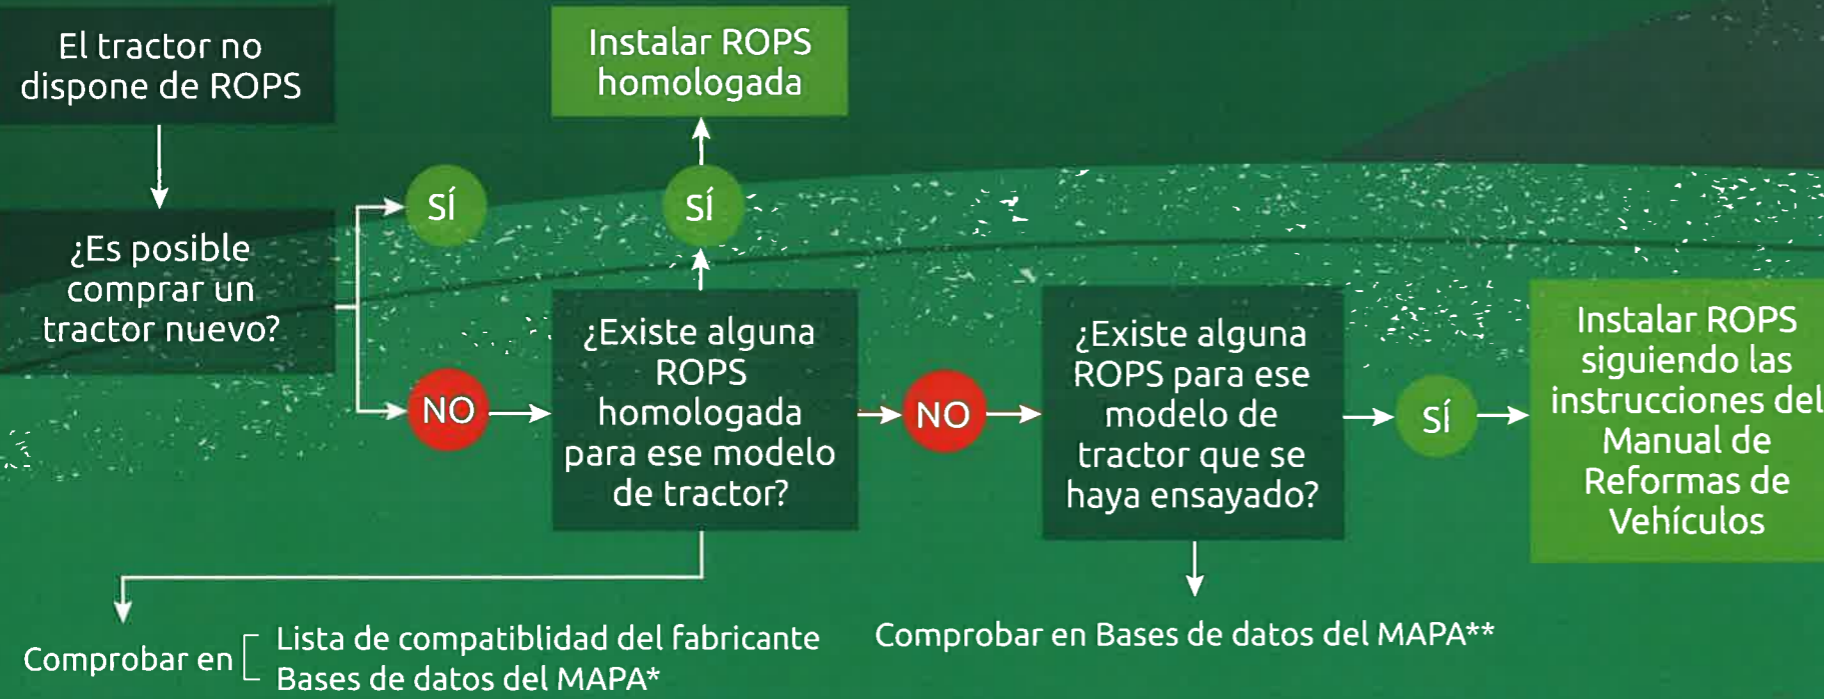 El tractor no
dispone de ROPS
Instalar ROPS
homologada
¿Es posible
comprar un
tractor nuevo?
SÍ
SÍ
NO
¿Existe alguna
ROPS
homologada
para ese modelo
de tractor?
NO
¿Existe alguna
ROPS para ese
modelo de
tractor que se
haya ensayado?
SÍ
Instalar ROPS
siguiendo las
instrucciones del
Manual de
Reformas de
Vehículos
Comprobar en
Lista de compatiblidad del fabricante
Bases de datos del MAPA*
Comprobar en Bases de datos del MAPA**